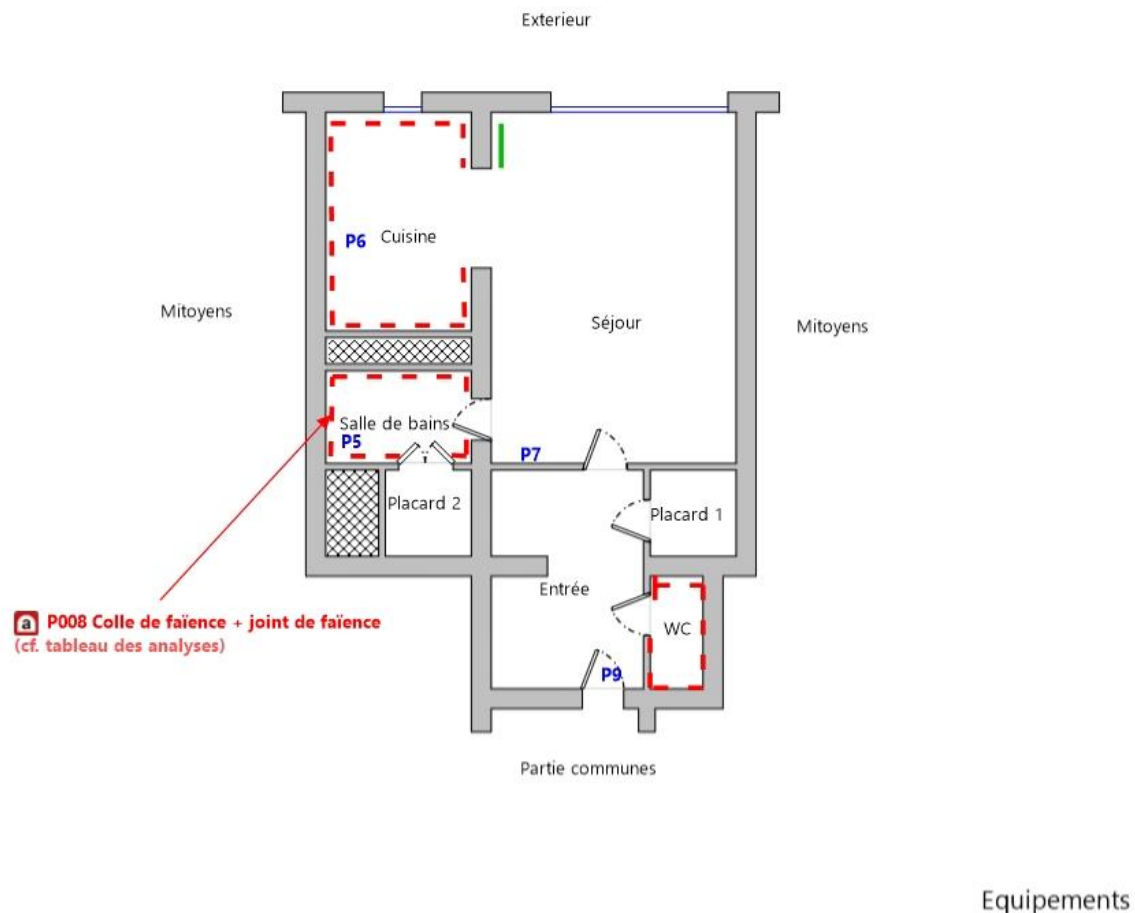 Exterieur
Cuisine
P6
Mitoyens
Séjour
Mitoyens
Salle de bains
P5
P7
Placard 2
Placard 1
Entrée
a P008 Colle de faïence + joint de faïence
(cf. tableau des analyses)
WC
P9
Partie communes
Equipements